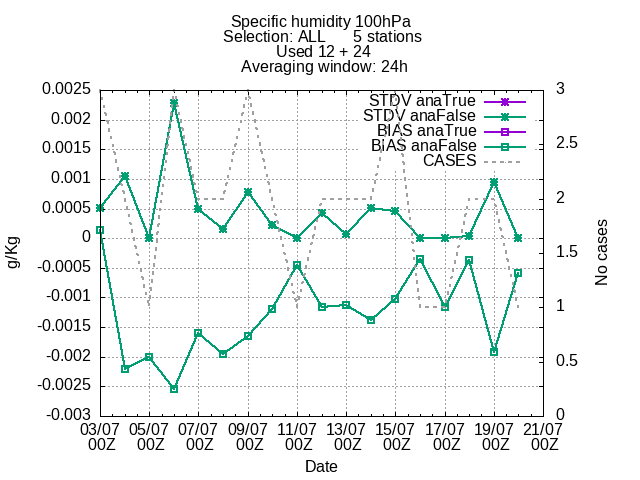 Specific humidity 100hPa
Selection: ALL 5 stations
Used 12 + 24
Averaging window: 24h
STDV anaTrue
STDV anaFalse
BIAS anaTrue
BIAS anaFalse
CASES
0.0025
0.002
0.0015
0.001
0.0005
0
-0.0005
-0.001
-0.0015
-0.002
-0.0025
-0.003
g/Kg
3
2.5
2
1.5
1
0.5
0
No cases
03/07 05/07 07/07 09/07 11/07 13/07 15/07 17/07 19/07 21/07
00Z 00Z 00Z 00Z 00Z 00Z 00Z 00Z 00Z 00Z
Date